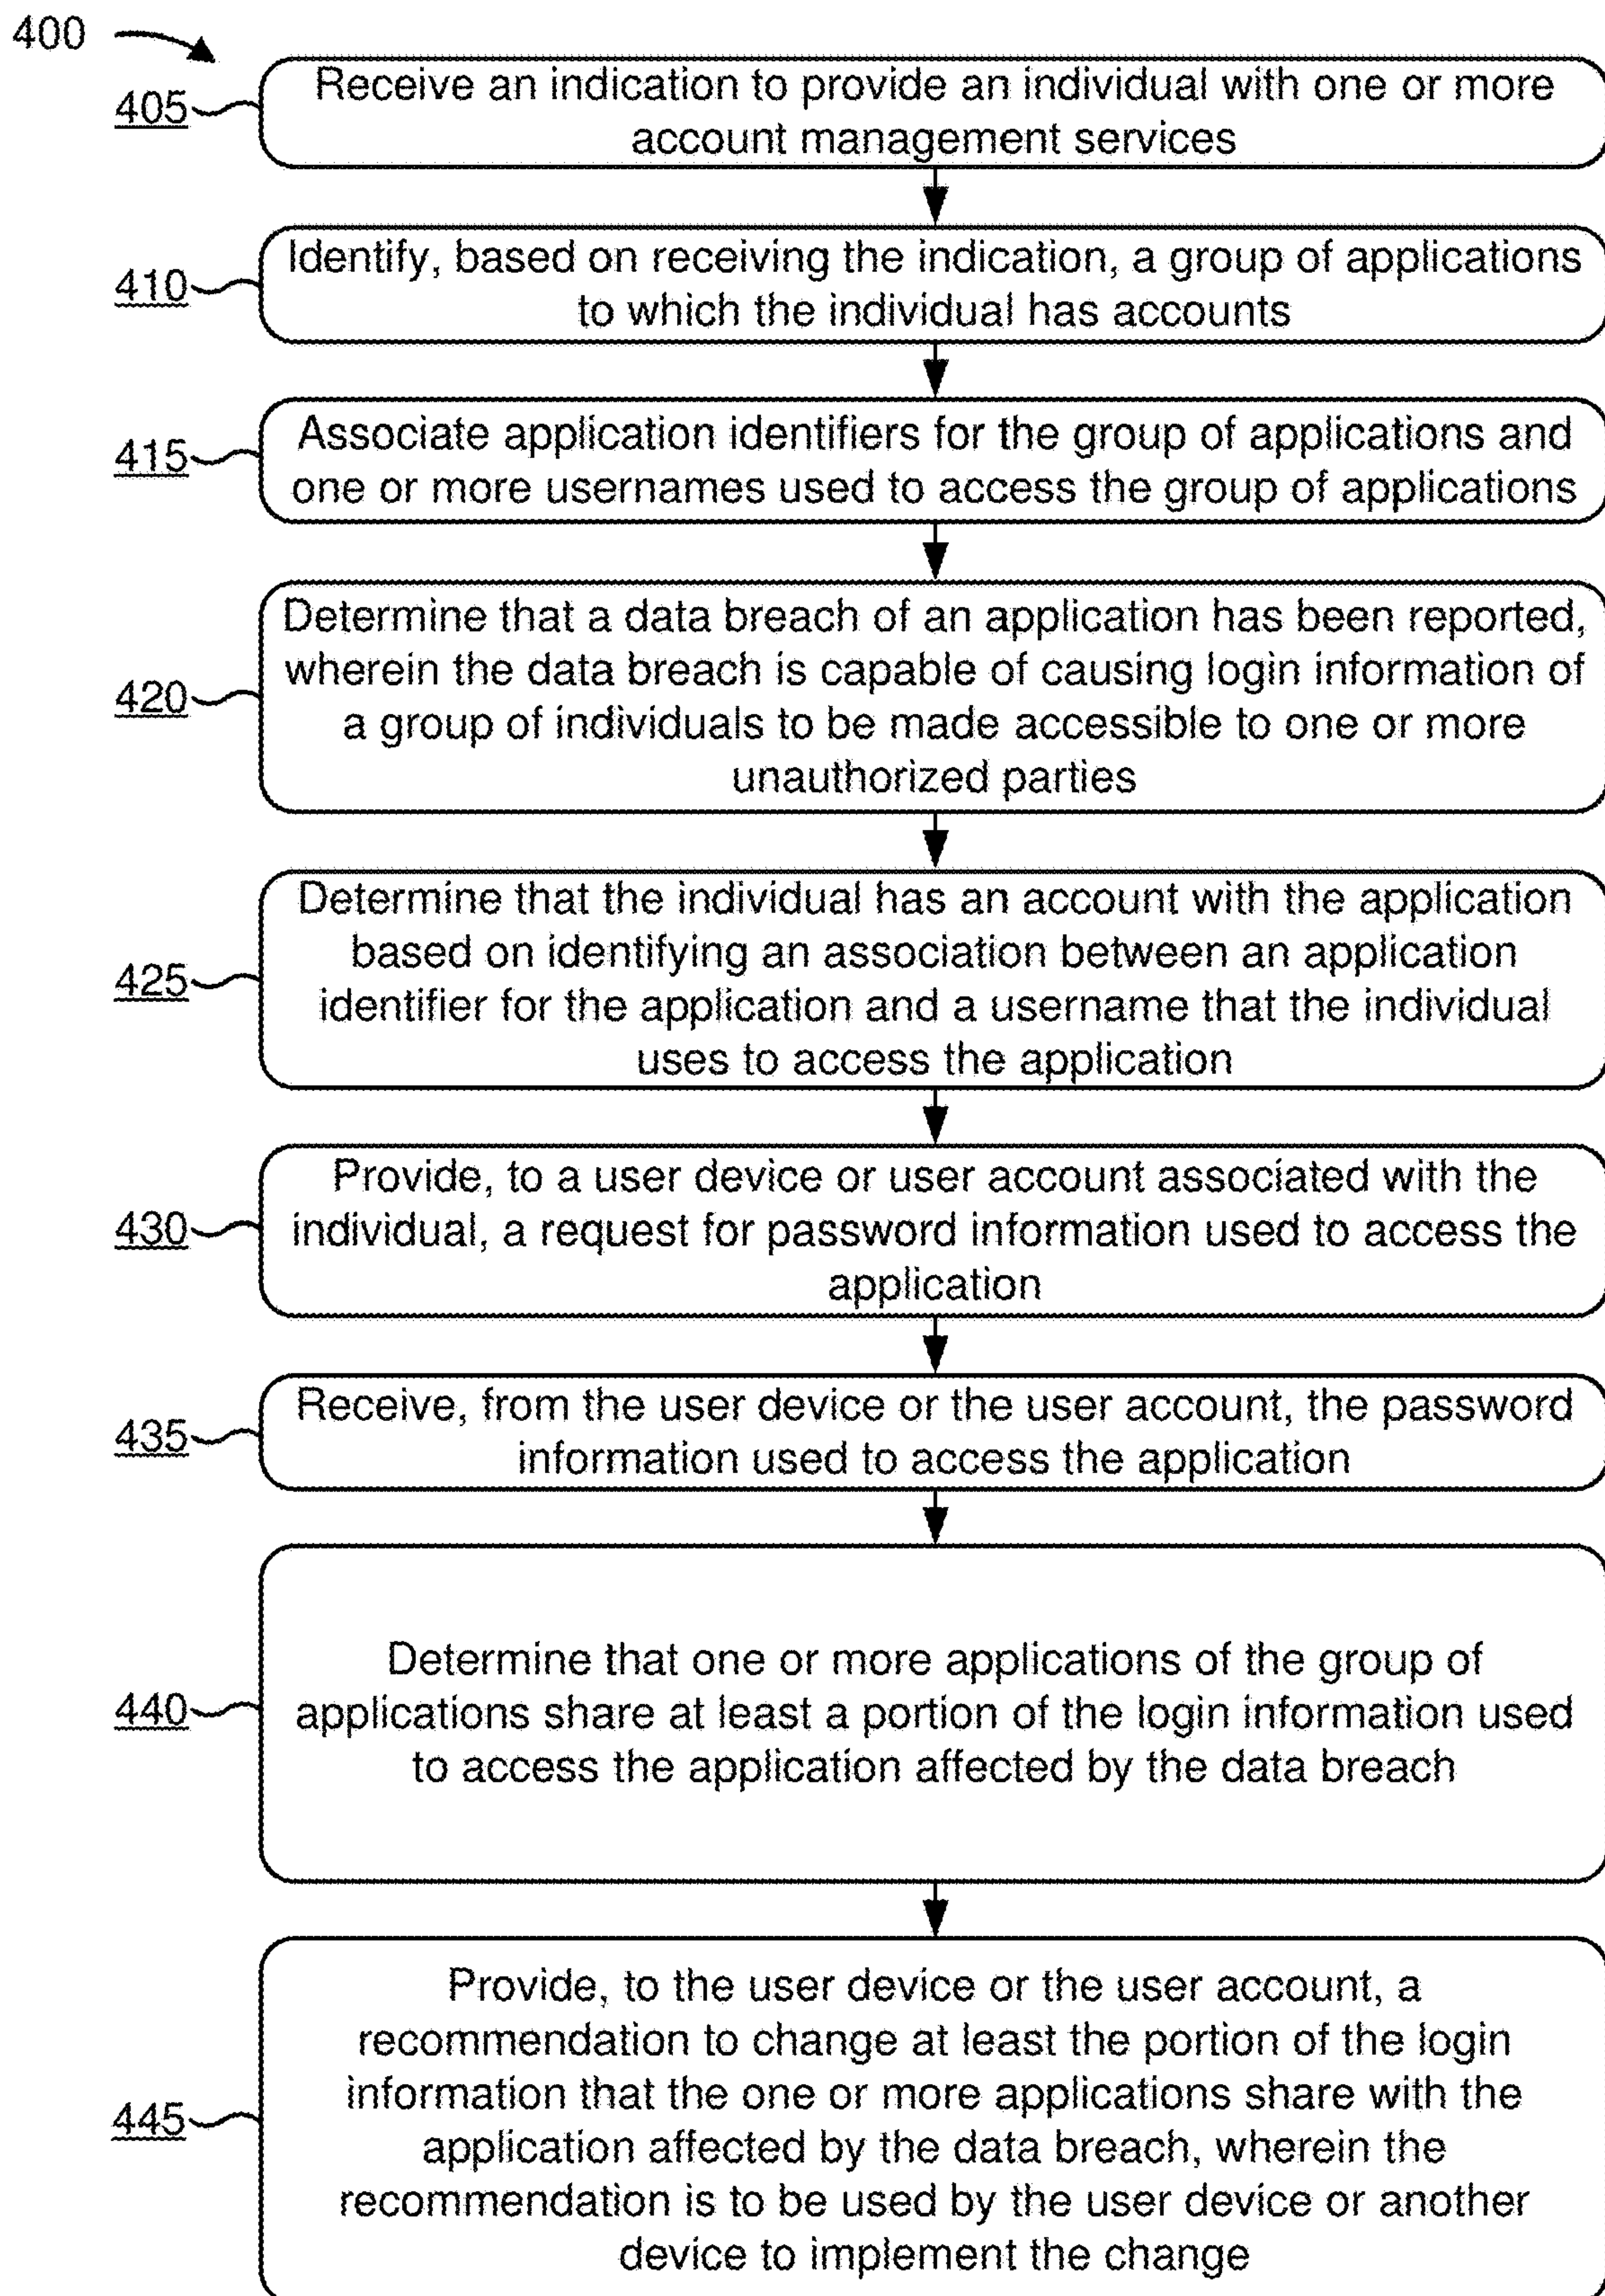 400
405
Receive an indication to provide an individual with one or more
account management services
410
Identify, based on receiving the indication, a group of applications
to which the individual has accounts
415
Associate application identifiers for the group of applications and
one or more usernames used to access the group of applications
420
Determine that a data breach of an application has been reported,
wherein the data breach is capable of causing login information of
a group of individuals to be made accessible to one or more
unauthorized parties
425
Determine that the individual has an account with the application
based on identifying an association between an application
identifier for the application and a username that the individual
uses to access the application
430
Provide, to a user device or user account associated with the
individual, a request for password information used to access the
application
435
Receive, from the user device or the user account, the password
information used to access the application
440
Determine that one or more applications of the group of
applications share at least a portion of the login information used
to access the application affected by the data breach
445
Provide, to the user device or the user account, a
recommendation to change at least the portion of the login
information that the one or more applications share with the
application affected by the data breach, wherein the
recommendation is to be used by the user device or another
device to implement the change